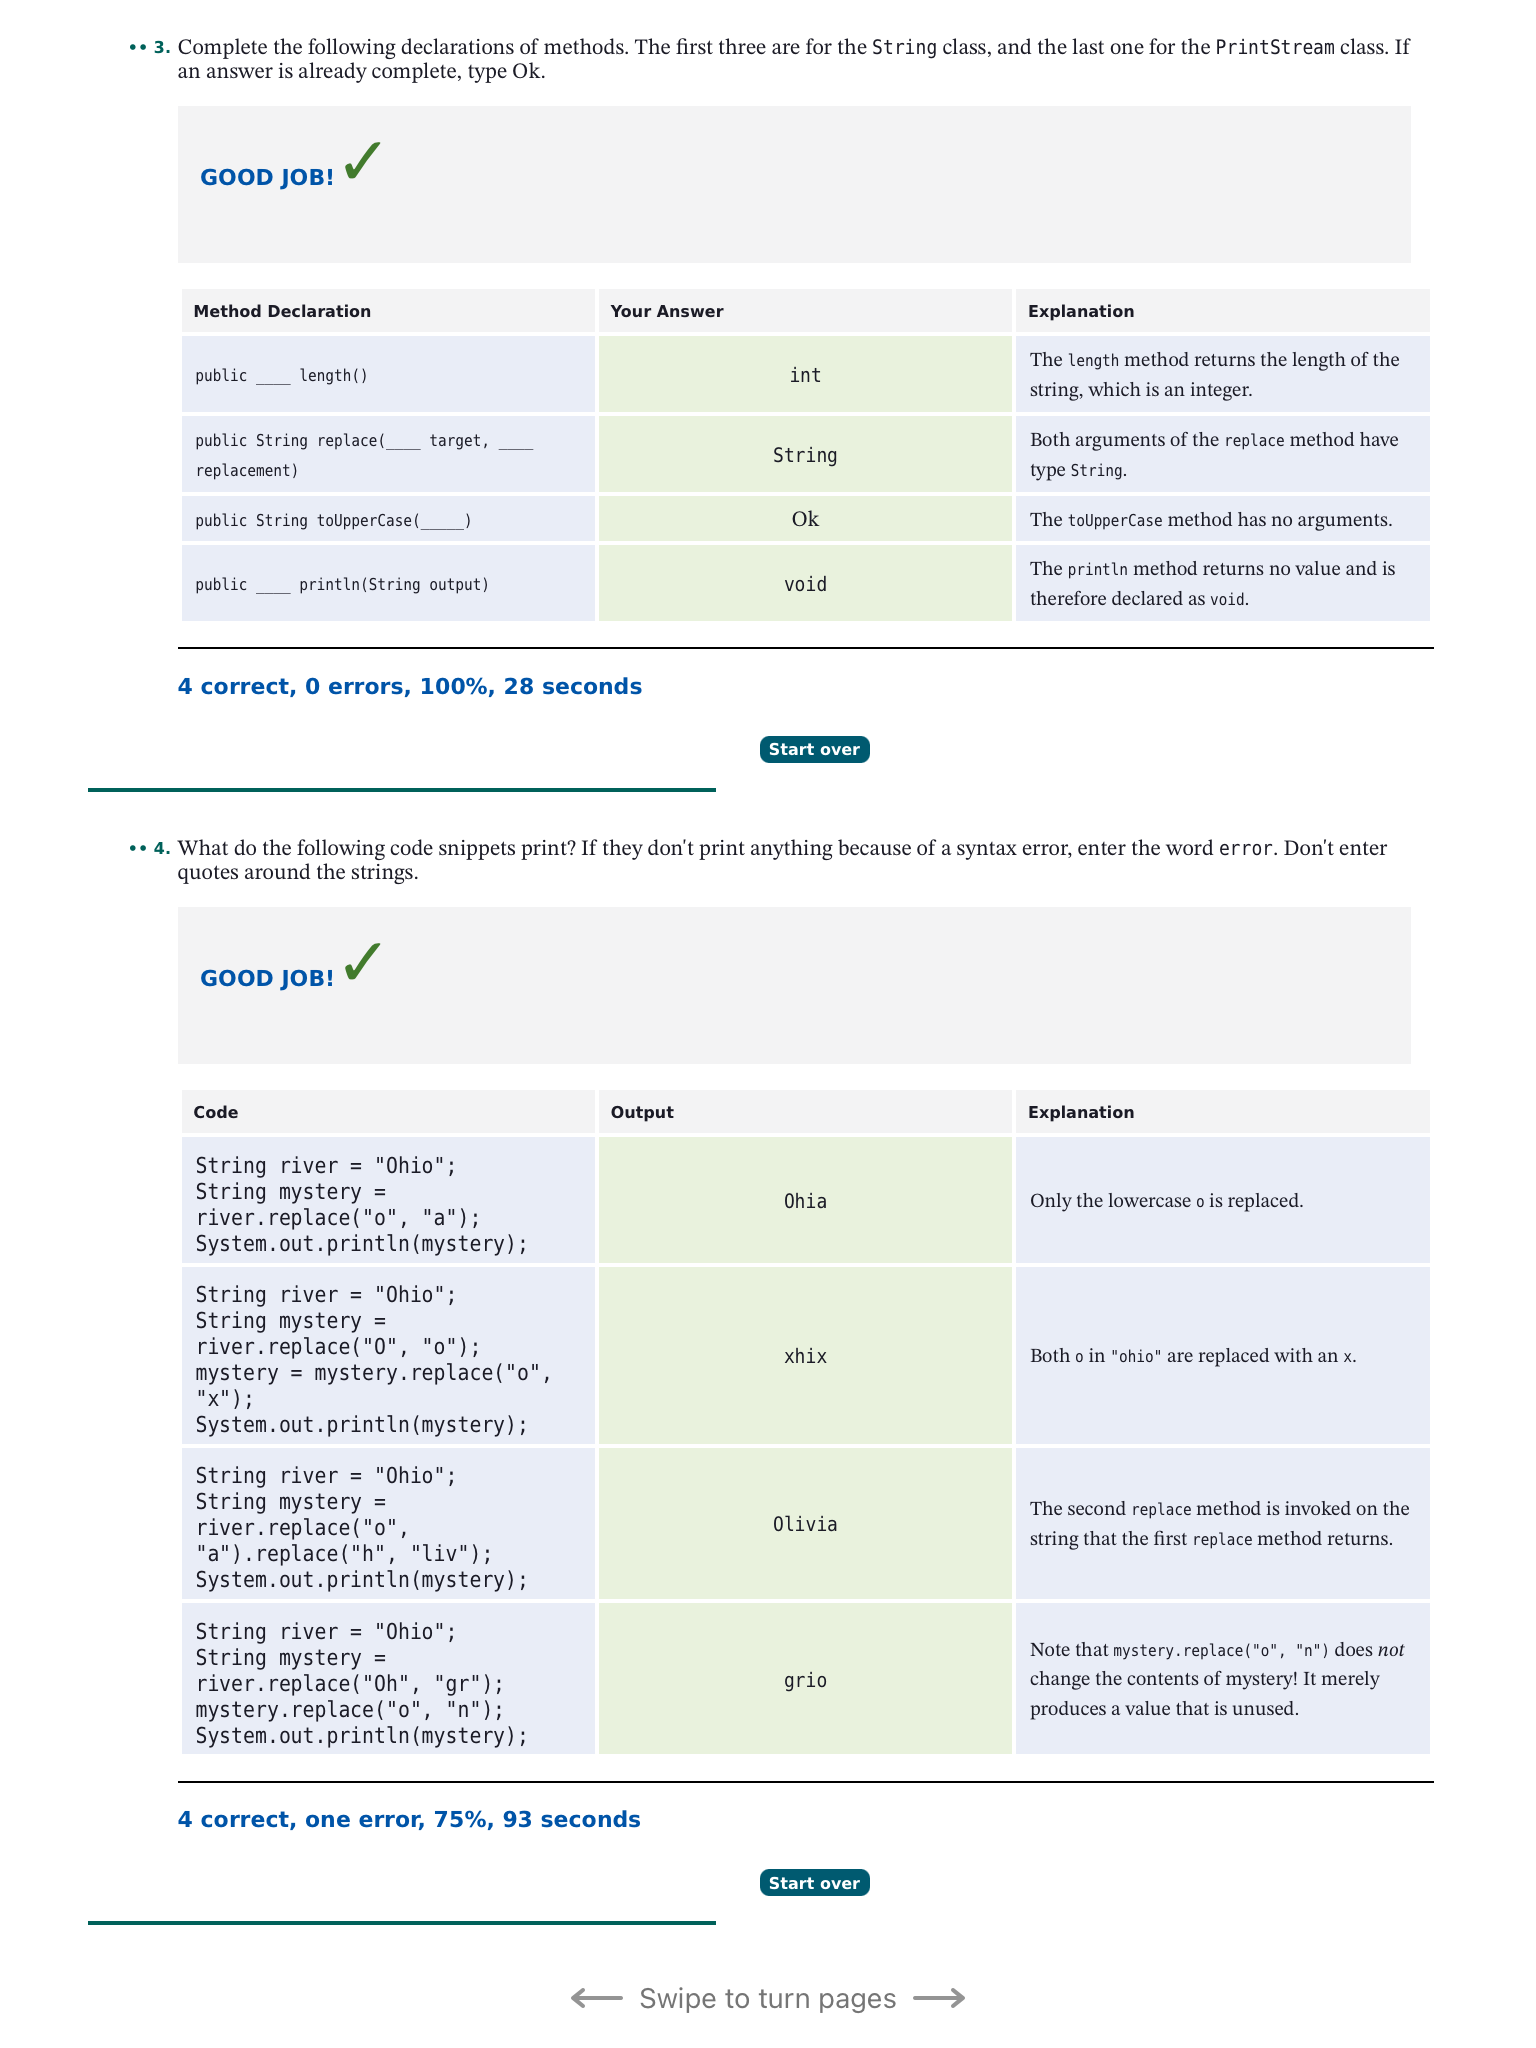 •• 3. Complete the following declarations of methods. The first three are for the String class, and the last one for the PrintStream class. If
an answer is already complete, type Ok.
GOOD JOB! ✓
Method Declaration Your Answer Explanation
public ____ length() int The length method returns the length of the
string, which is an integer.
public String replace(____ target, ____
replacement) String Both arguments of the replace method have
type String.
public String toUpperCase(_____) Ok The toUpperCase method has no arguments.
public ____ println(String output) void The println method returns no value and is
therefore declared as void.
4 correct, 0 errors, 100%, 28 seconds
Start over
•• 4. What do the following code snippets print? If they don't print anything because of a syntax error, enter the word error. Don't enter
quotes around the strings.
GOOD JOB! ✓
Code Output Explanation
String river = "Ohio";
String mystery =
river.replace("o", "a");
System.out.println(mystery);
Ohia
Only the lowercase o is replaced.
String river = "Ohio";
String mystery =
river.replace("O", "o");
mystery = mystery.replace("o",
"x");
System.out.println(mystery);
xhix
Both o in "ohio" are replaced with an x.
String river = "Ohio";
String mystery =
river.replace("o",
"a").replace("h", "liv");
System.out.println(mystery);
Olivia
The second replace method is invoked on the
string that the first replace method returns.
String river = "Ohio";
String mystery =
river.replace("Oh", "gr");
mystery.replace("o", "n");
System.out.println(mystery);
grio
Note that mystery.replace("o", "n") does not
change the contents of mystery! It merely
produces a value that is unused.
4 correct, one error, 75%, 93 seconds
Start over
← Swipe to turn pages →